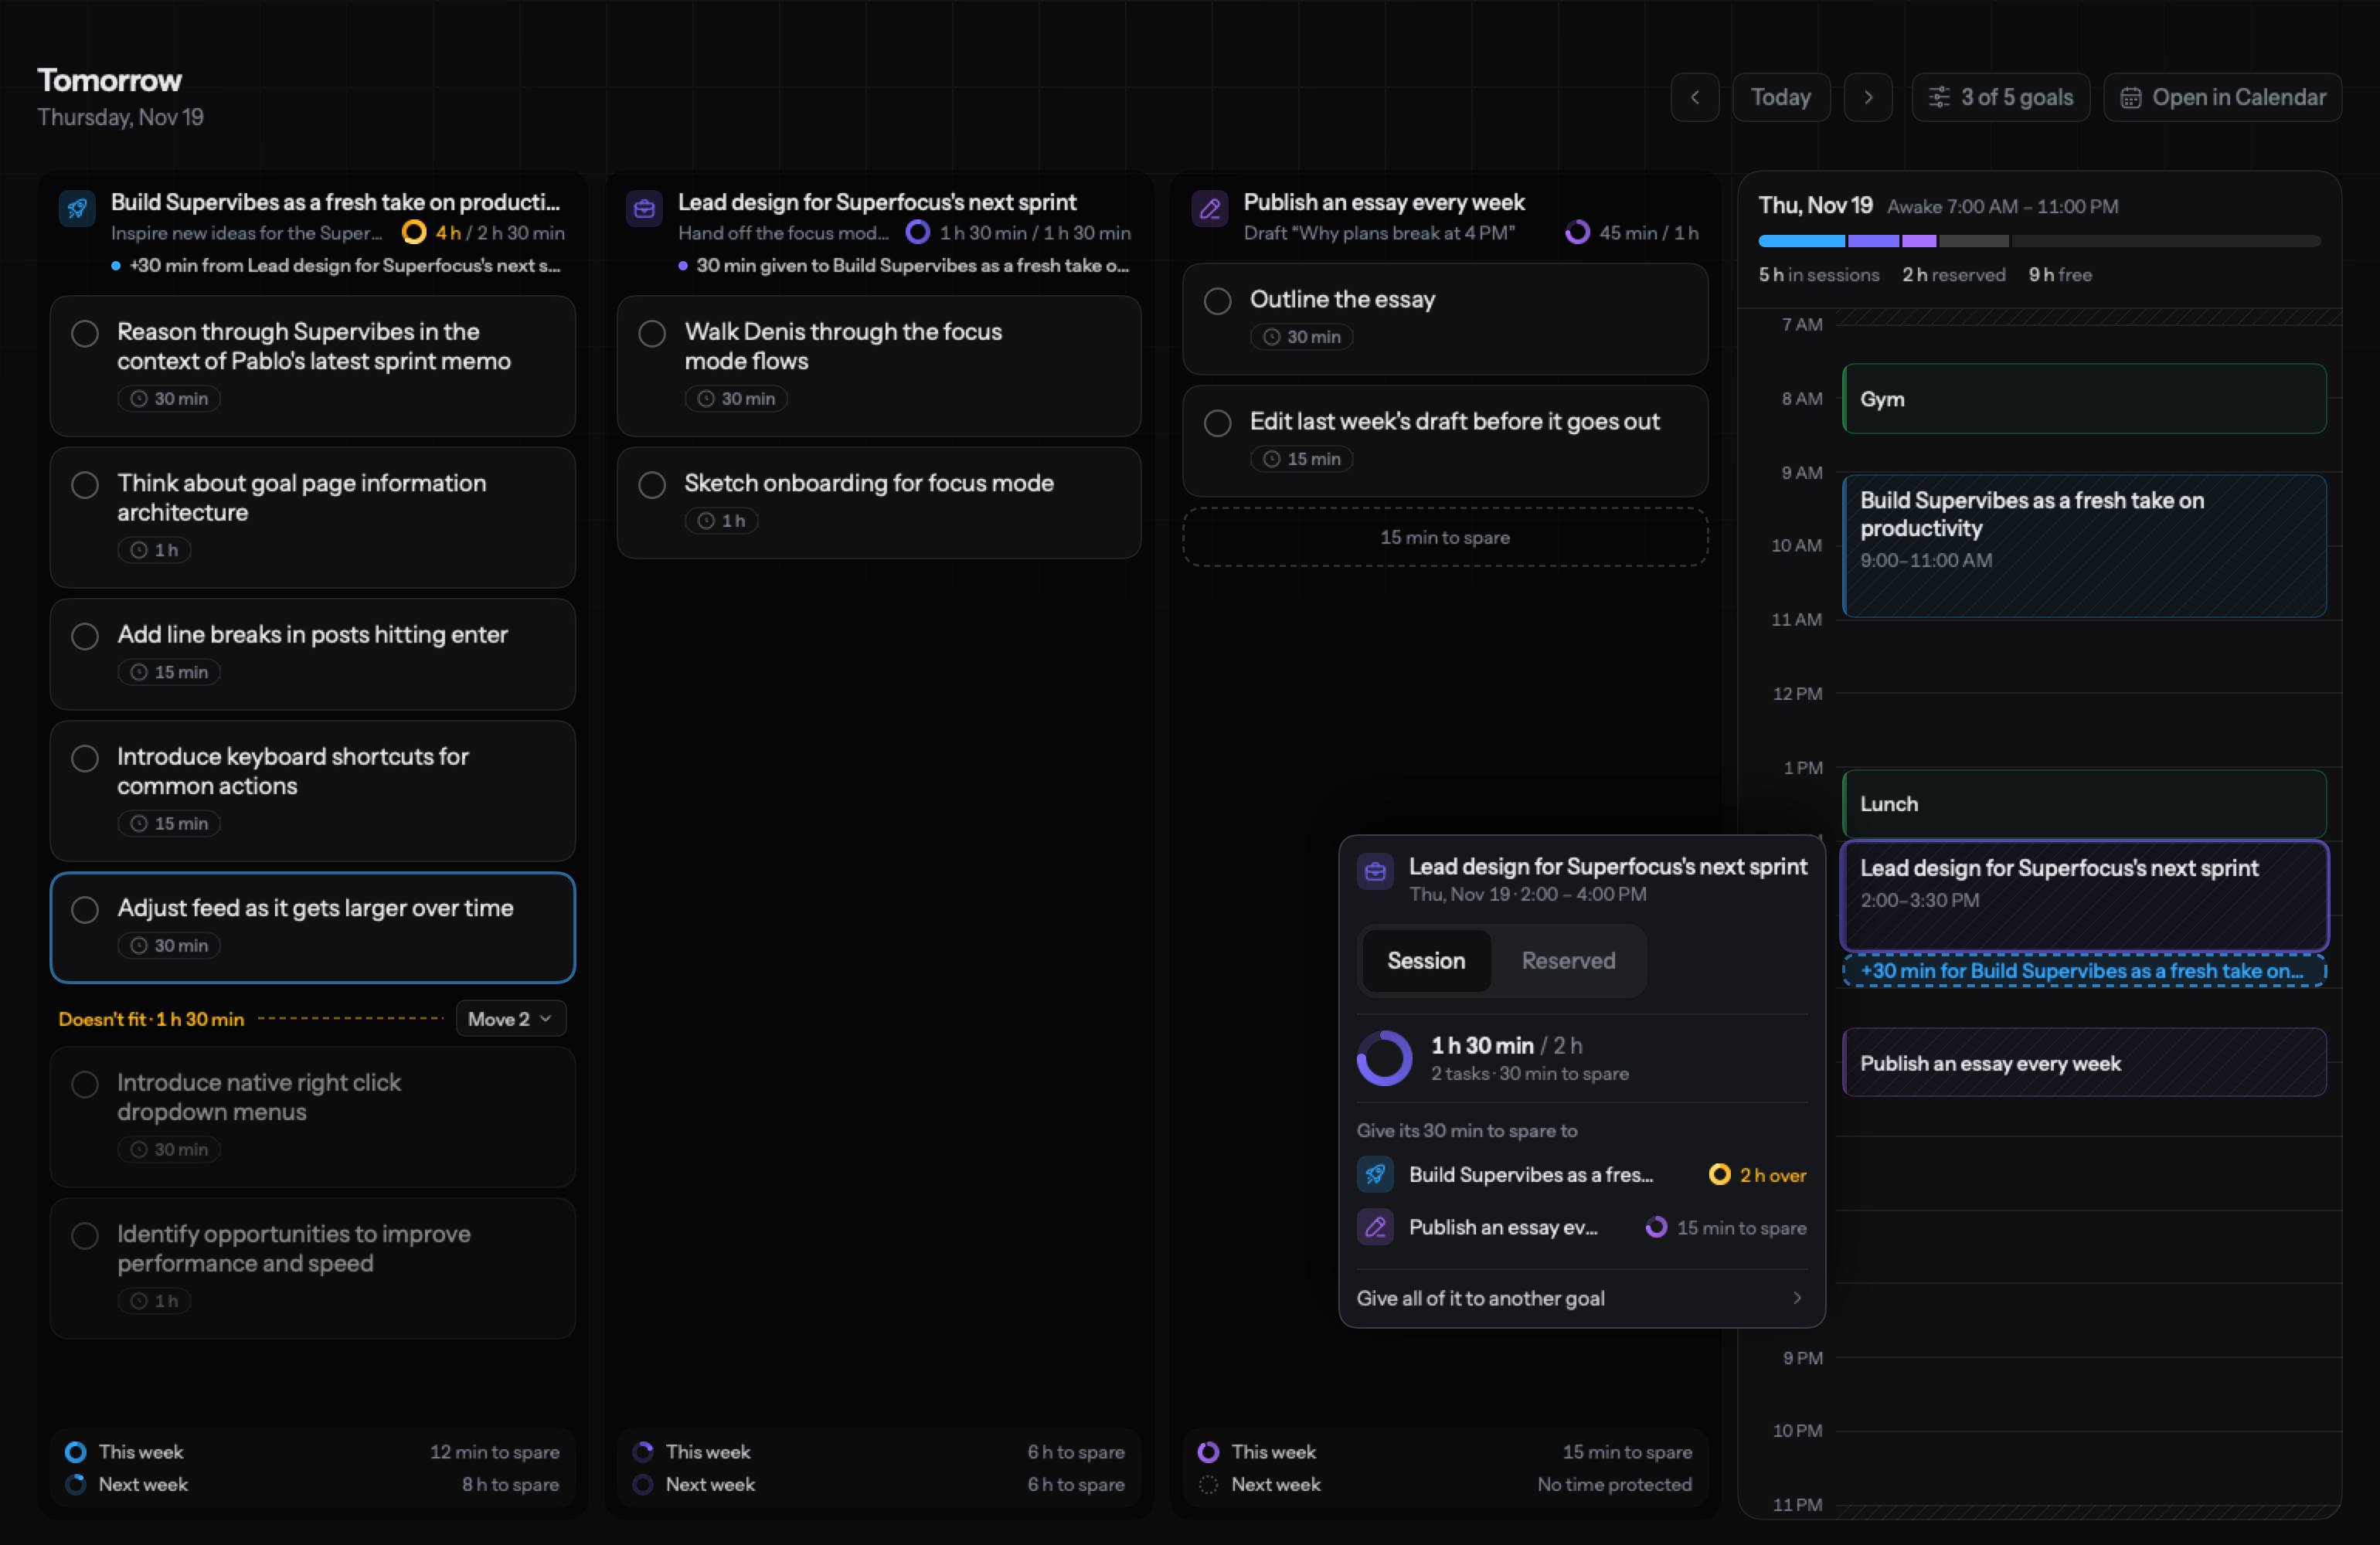 Tomorrow
Thursday, Nov 19
Today
3 of 5 goals
Open in Calendar
Build Supervibes as a fresh take on producti...
Inspire new ideas for the Super... 4 h / 2 h 30 min
+30 min from Lead design for Superfocus's next s...
Reason through Supervibes in the
context of Pablo's latest sprint memo
30 min
Think about goal page information
architecture
1 h
Add line breaks in posts hitting enter
15 min
Introduce keyboard shortcuts for
common actions
15 min
Adjust feed as it gets larger over time
30 min
Doesn't fit · 1 h 30 min
Move 2
Introduce native right click
dropdown menus
30 min
Identify opportunities to improve
performance and speed
1 h
This week 12 min to spare
Next week 8 h to spare
Lead design for Superfocus's next sprint
Hand off the focus mod... 1 h 30 min / 1 h 30 min
30 min given to Build Supervibes as a fresh take o...
Walk Denis through the focus
mode flows
30 min
Sketch onboarding for focus mode
1 h
This week 6 h to spare
Next week 6 h to spare
Publish an essay every week
Draft “Why plans break at 4 PM” 45 min / 1 h
Outline the essay
30 min
Edit last week's draft before it goes out
15 min
15 min to spare
This week 15 min to spare
Next week No time protected
Lead design for Superfocus's next sprint
Thu, Nov 19 · 2:00 – 4:00 PM
Session
Reserved
1 h 30 min / 2 h
2 tasks · 30 min to spare
Give its 30 min to spare to
Build Supervibes as a fres... 2 h over
Publish an essay ev... 15 min to spare
Give all of it to another goal
Thu, Nov 19 Awake 7:00 AM – 11:00 PM
5 h in sessions 2 h reserved 9 h free
7 AM
8 AM
Gym
9 AM
Build Supervibes as a fresh take on
productivity
10 AM
9:00–11:00 AM
11 AM
12 PM
1 PM
Lunch
Lead design for Superfocus's next sprint
2:00–3:30 PM
+30 min for Build Supervibes as a fresh take on...
Publish an essay every week
9 PM
10 PM
11 PM